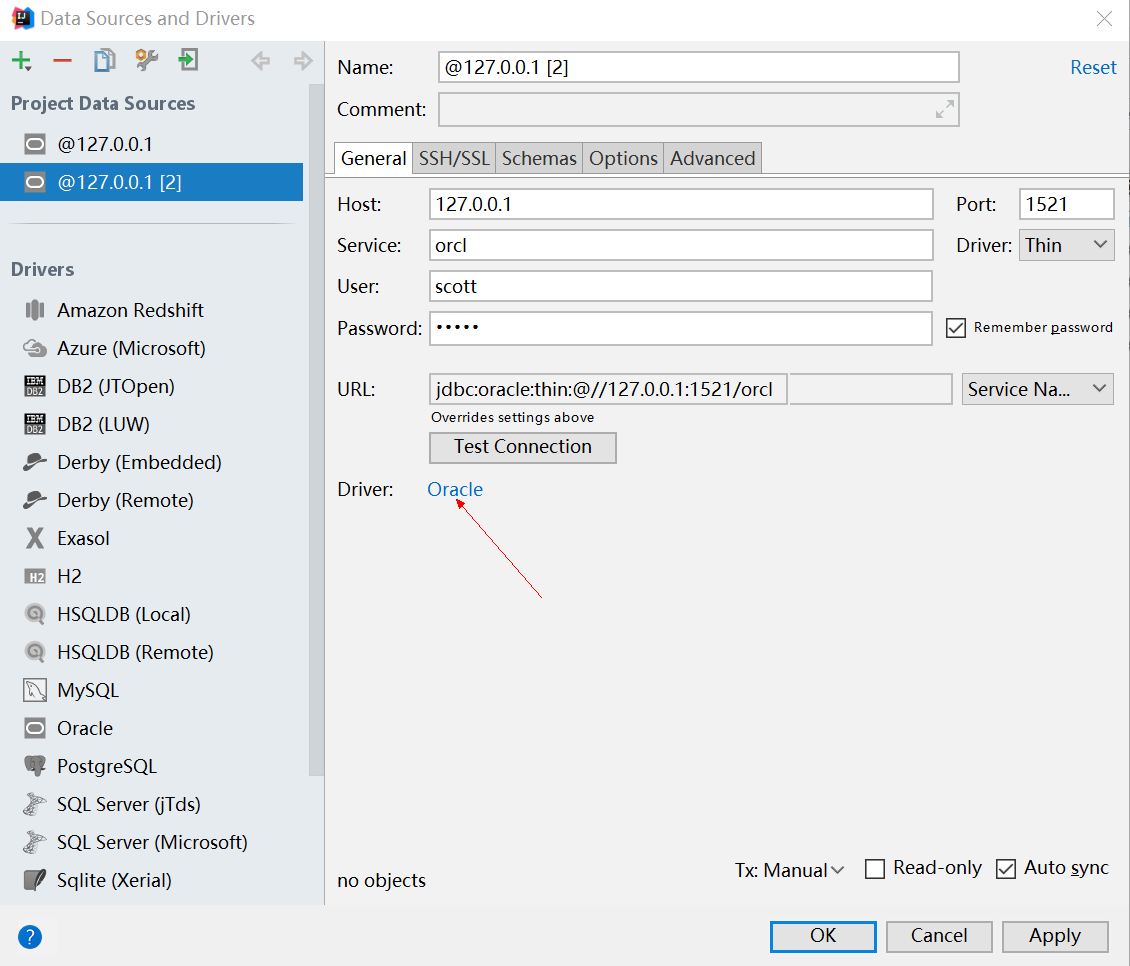 Data Sources and Drivers
Project Data Sources
@127.0.0.1
@127.0.0.1 [2]
Drivers
Amazon Redshift
Azure (Microsoft)
DB2 (JTOpen)
DB2 (LUW)
Derby (Embedded)
Derby (Remote)
Exasol
H2
HSQLDB (Local)
HSQLDB (Remote)
MySQL
Oracle
PostgreSQL
SQL Server (jTds)
SQL Server (Microsoft)
Sqlite (Xerial)
Name: @127.0.0.1 [2] Reset
Comment:
General SSH/SSL Schemas Options Advanced
Host: 127.0.0.1 Port: 1521
Service: orcl Driver: Thin
User: scott
Password: ••••• Remember password
URL: jdbc:oracle:thin:@//127.0.0.1:1521/orcl Service Na...
Overrides settings above
Test Connection
Driver: Oracle
no objects Tx: Manual Read-only Auto sync
? OK Cancel Apply